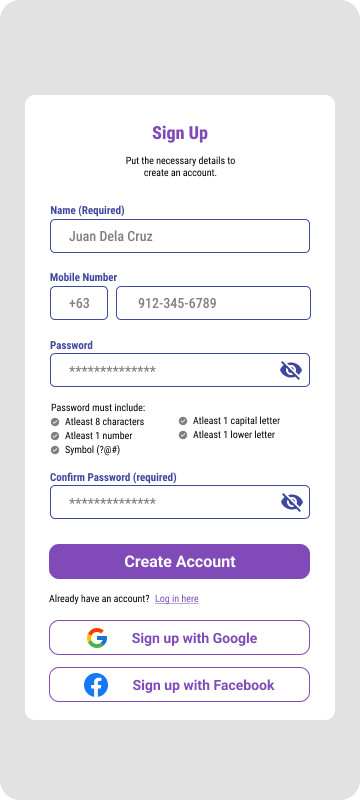 Sign Up
Put the necessary details to
create an account.
Name (Required)
Juan Dela Cruz
Mobile Number
+63 912-345-6789
Password
**************
Password must include:
Atleast 8 characters
Atleast 1 capital letter
Atleast 1 number
Atleast 1 lower letter
Symbol (?@#)
Confirm Password (required)
**************
Create Account
Already have an account? Log in here
Sign up with Google
Sign up with Facebook